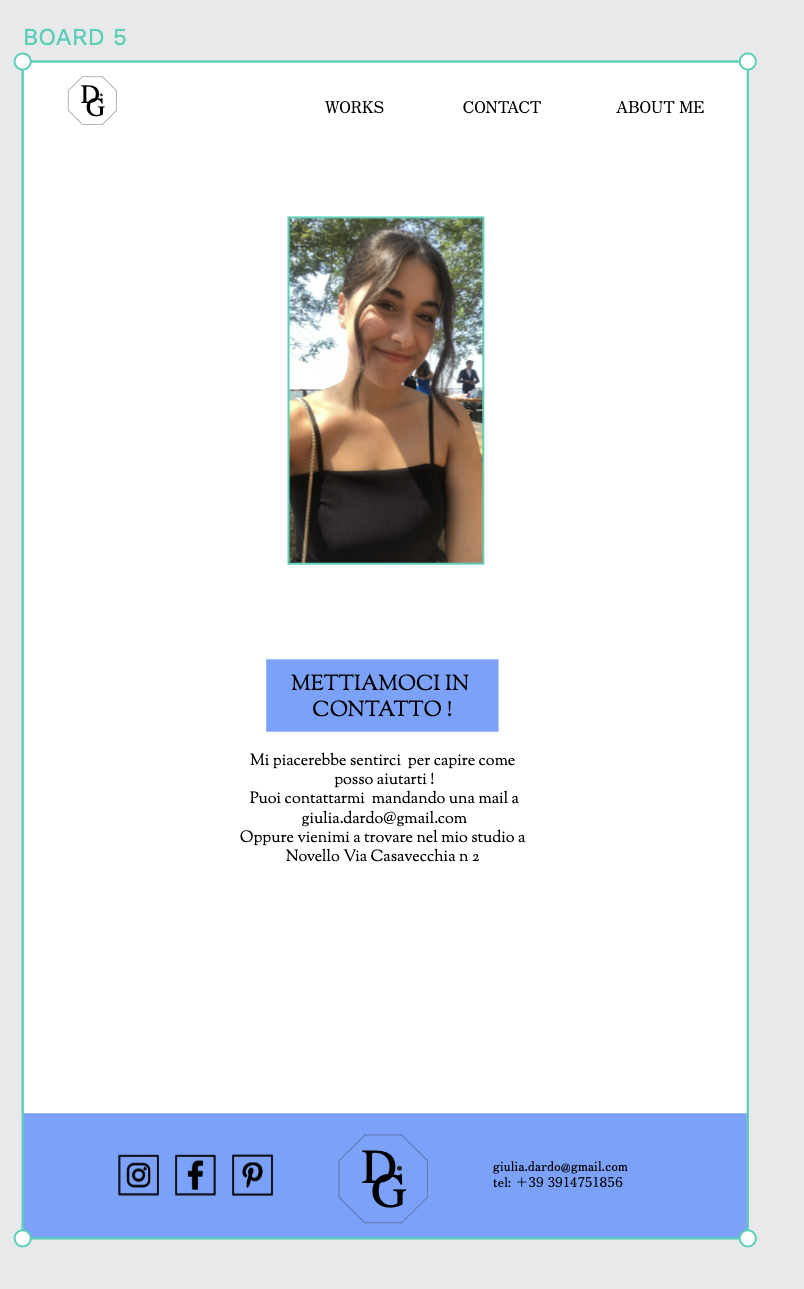 BOARD 5
DG
WORKS
CONTACT
ABOUT ME
METTIAMOCI IN
CONTATTO !
Mi piacerebbe sentirci  per capire come
posso aiutarti !
Puoi contattarmi  mandando una mail a
giulia.dardo@gmail.com
Oppure vienimi a trovare nel mio studio a
Novello Via Casavecchia n 2
DG
giulia.dardo@gmail.com
tel: +39 3914751856